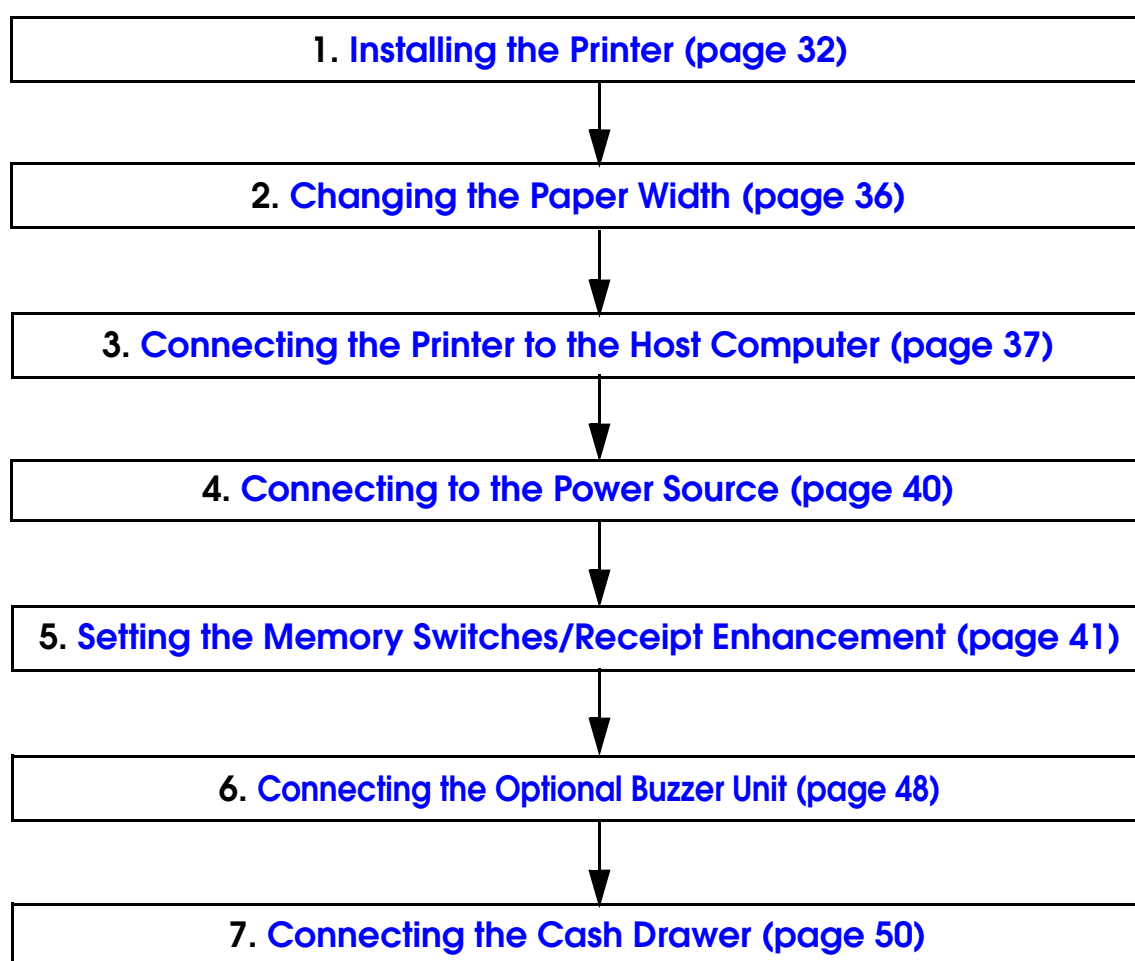 1. Installing the Printer (page 32)
2. Changing the Paper Width (page 36)
3. Connecting the Printer to the Host Computer (page 37)
4. Connecting to the Power Source (page 40)
5. Setting the Memory Switches/Receipt Enhancement (page 41)
6. Connecting the Optional Buzzer Unit (page 48)
7. Connecting the Cash Drawer (page 50)